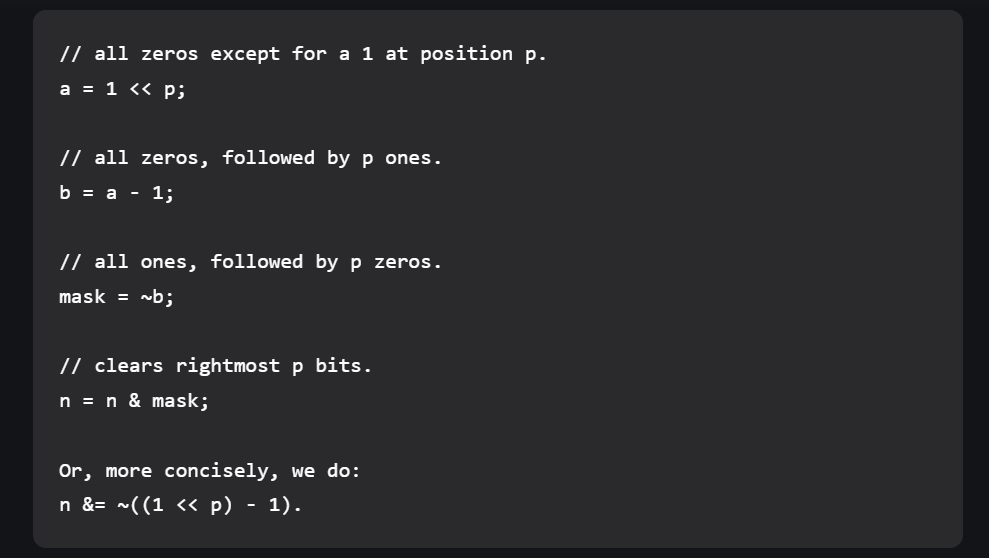 // all zeros except for a 1 at position p.
a = 1 << p;
// all zeros, followed by p ones.
b = a - 1;
// all ones, followed by p zeros.
mask = ~b;
// clears rightmost p bits.
n = n & mask;
Or, more concisely, we do:
n &= ~((1 << p) - 1).